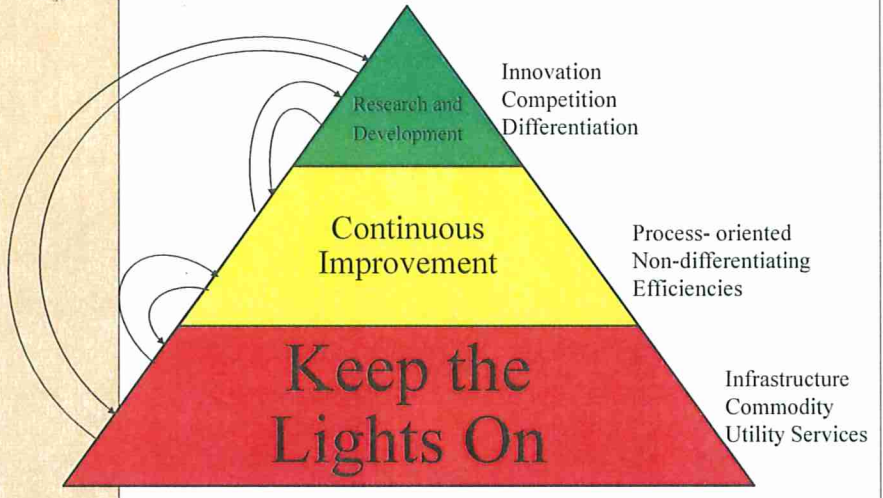 Research and
Development
Innovation
Competition
Differentiation
Continuous
Improvement
Process- oriented
Non-differentiating
Efficiencies
Keep the
Lights On
Infrastructure
Commodity
Utility Services